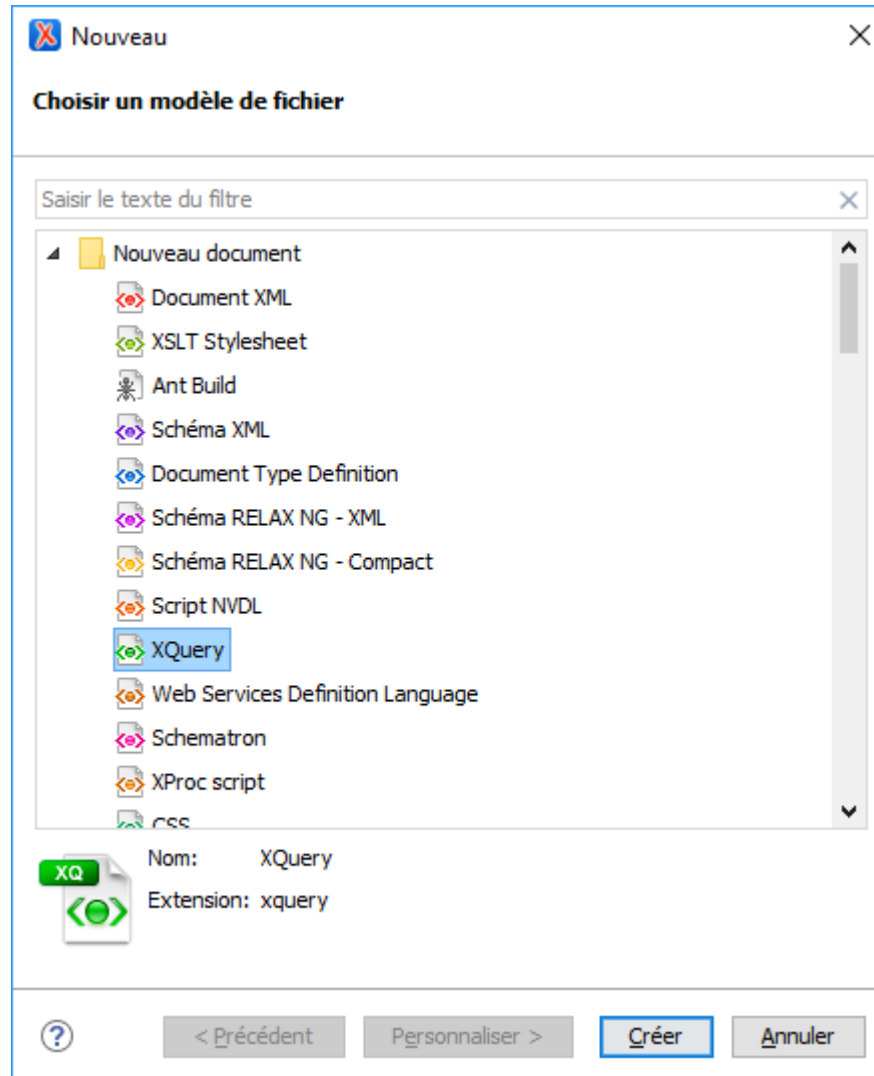 Nouveau
Choisir un modèle de fichier
Saisir le texte du filtre
Nouveau document
Document XML
XSLT Stylesheet
Ant Build
Schéma XML
Document Type Definition
Schéma RELAX NG - XML
Schéma RELAX NG - Compact
Script NVDL
XQuery
Web Services Definition Language
Schematron
XProc script
CSS
XQ
Nom: XQuery
Extension: xquery
? < Précédent Personnaliser > Créer Annuler